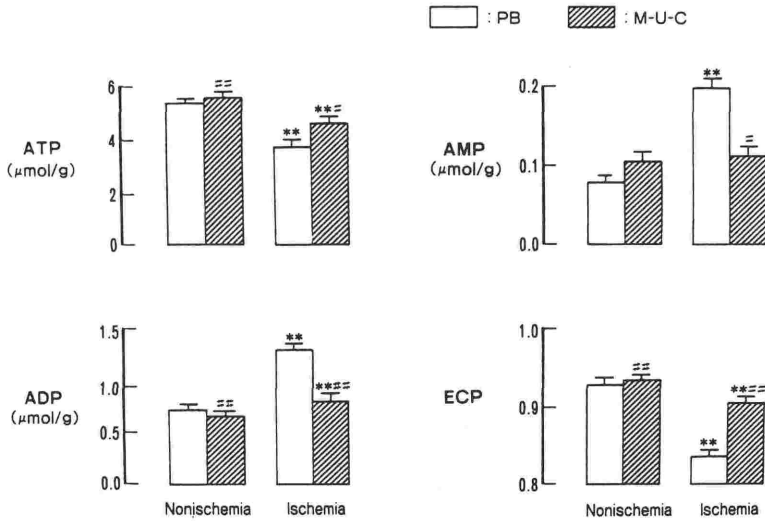 : PB : M-U-C
ATP
(μmol/g)
6
4
2
0
==
**
**=
AMP
(μmol/g)
0.2
0.1
0.0
**
=
ADP
(μmol/g)
1.5
1.0
0.5
0.0
==
**
**==
Nonischemia Ischemia
ECP
1.0
0.9
0.8
==
**
**==
Nonischemia Ischemia